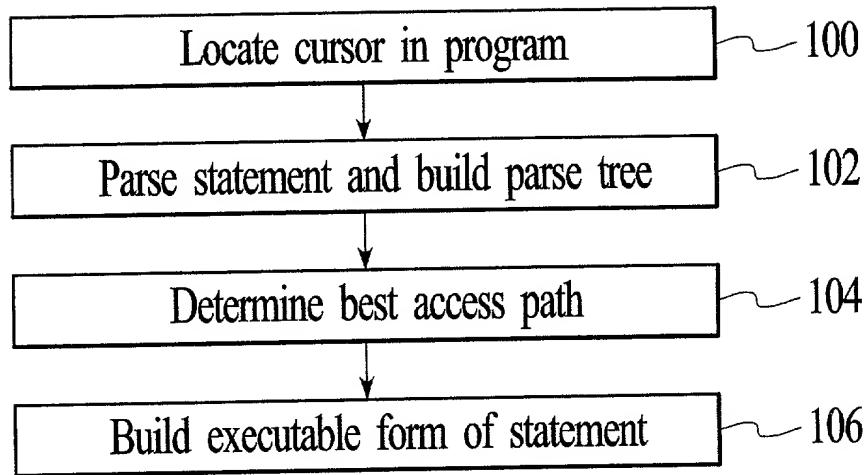 Locate cursor in program 100
Parse statement and build parse tree 102
Determine best access path 104
Build executable form of statement 106